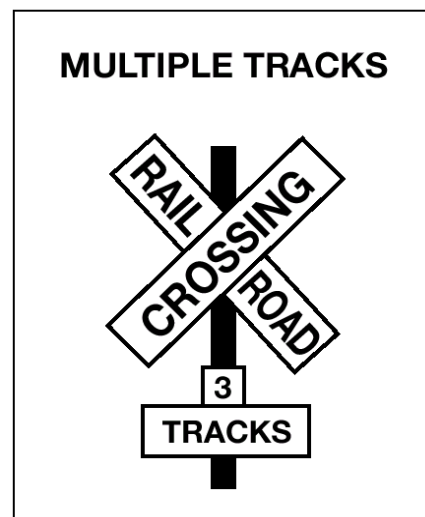 MULTIPLE TRACKS
RAIL ROAD
CROSSING
3
TRACKS